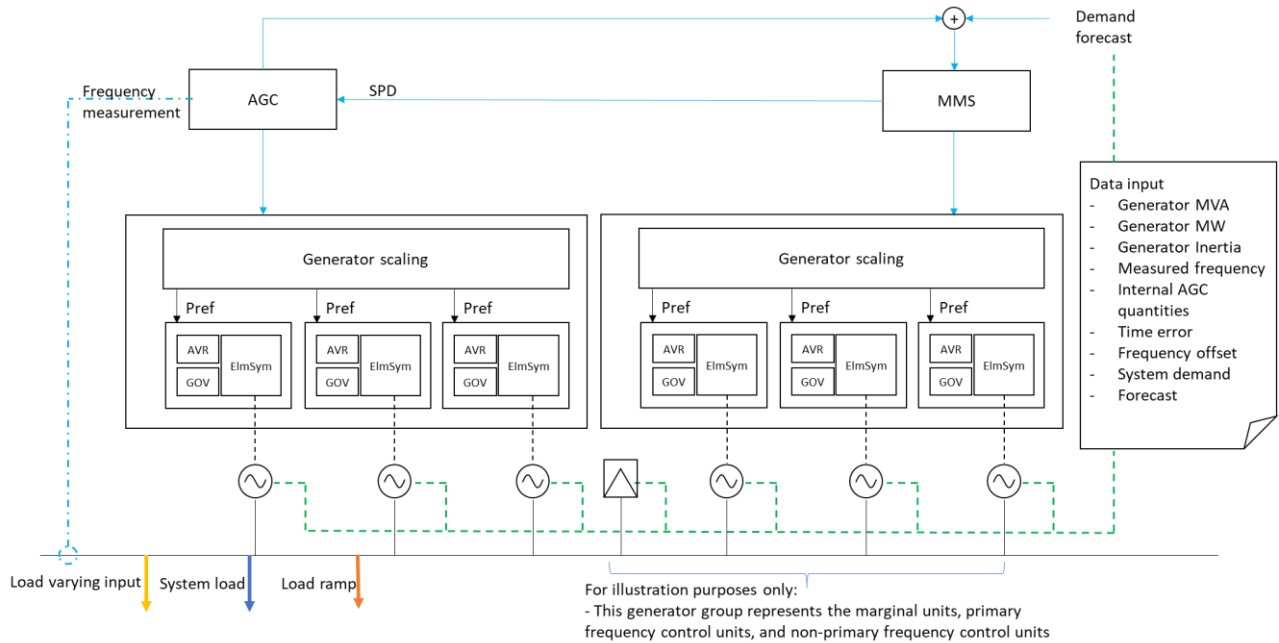 Demand
forecast
Frequency
measurement
AGC
SPD
MMS
Data input
- Generator MVA
- Generator MW
- Generator Inertia
- Measured frequency
- Internal AGC
quantities
- Time error
- Frequency offset
- System demand
- Forecast
Generator scaling
Pref
Pref
Pref
AVR
GOV
ElmSym
AVR
GOV
ElmSym
AVR
GOV
ElmSym
Generator scaling
Pref
Pref
Pref
AVR
GOV
ElmSym
AVR
GOV
ElmSym
AVR
GOV
ElmSym
Load varying input
System load
Load ramp
For illustration purposes only:
- This generator group represents the marginal units, primary
frequency control units, and non-primary frequency control units